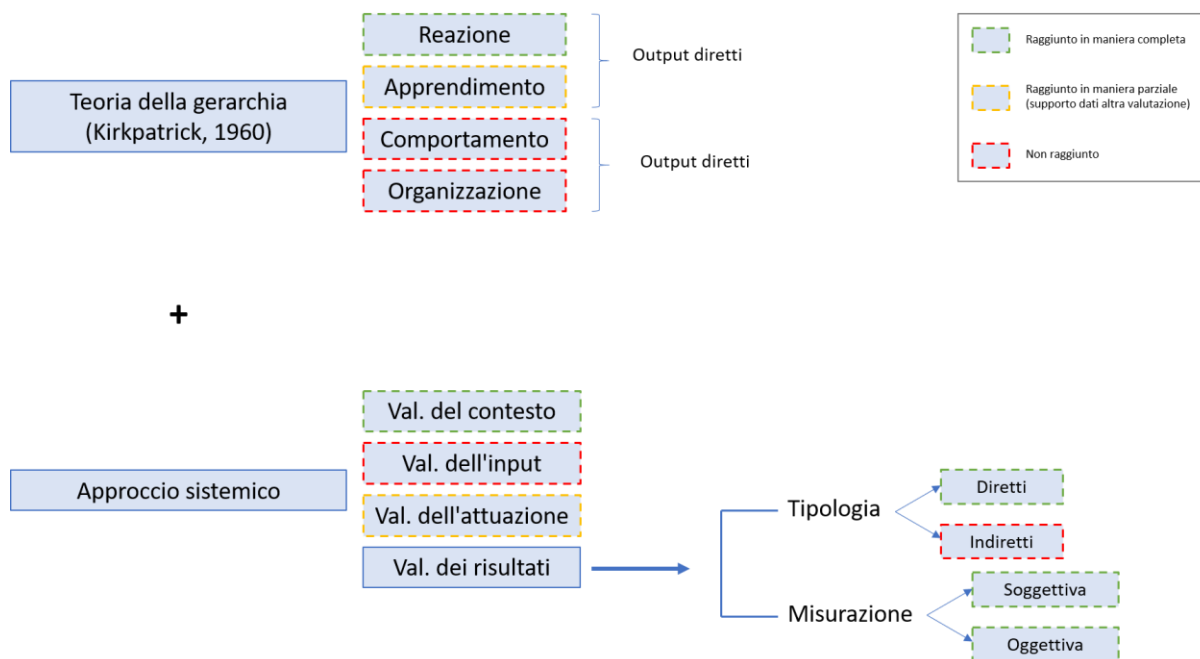 Teoria della gerarchia
(Kirkpatrick, 1960)
Reazione
Apprendimento
Comportamento
Organizzazione
Output diretti
Output diretti
Raggiunto in maniera completa
Raggiunto in maniera parziale
(supporto dati altra valutazione)
Non raggiunto
+
Approccio sistemico
Val. del contesto
Val. dell'input
Val. dell'attuazione
Val. dei risultati
Tipologia
Diretti
Indiretti
Misurazione
Soggettiva
Oggettiva